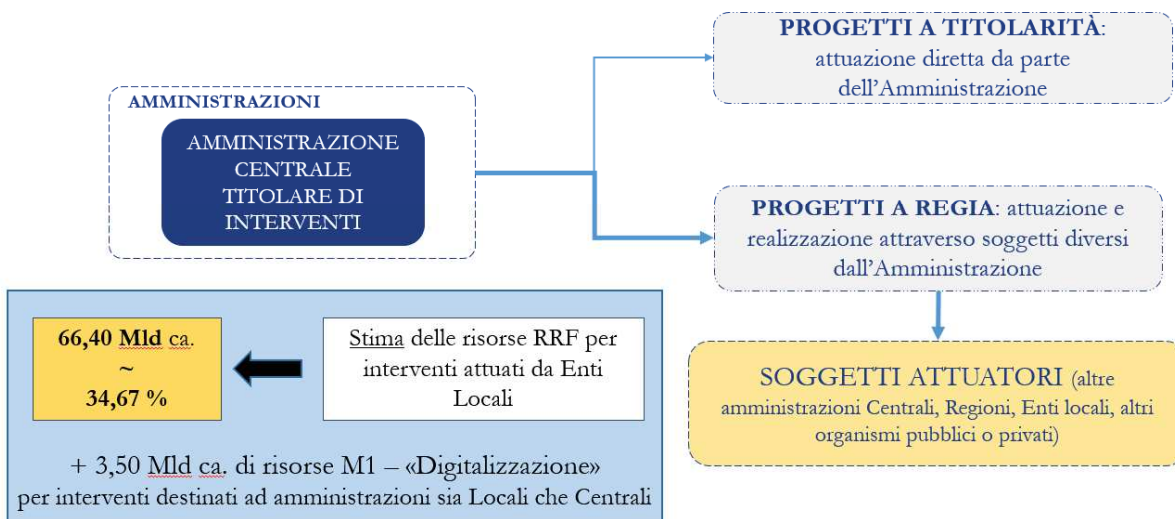 AMMINISTRAZIONI
AMMINISTRAZIONE
CENTRALE
TITOLARE DI
INTERVENTI
PROGETTI A TITOLARITÀ:
attuazione diretta da parte
dell'Amministrazione
PROGETTI A REGIA: attuazione e
realizzazione attraverso soggetti diversi
dall'Amministrazione
SOGGETTI ATTUATORI (altre
amministrazioni Centrali, Regioni, Enti locali, altri
organismi pubblici o privati)
66,40 Mld ca.
~
34,67 %
Stima delle risorse RRF per
interventi attuati da Enti
Locali
+ 3,50 Mld ca. di risorse M1 – «Digitalizzazione»
per interventi destinati ad amministrazioni sia Locali che Centrali